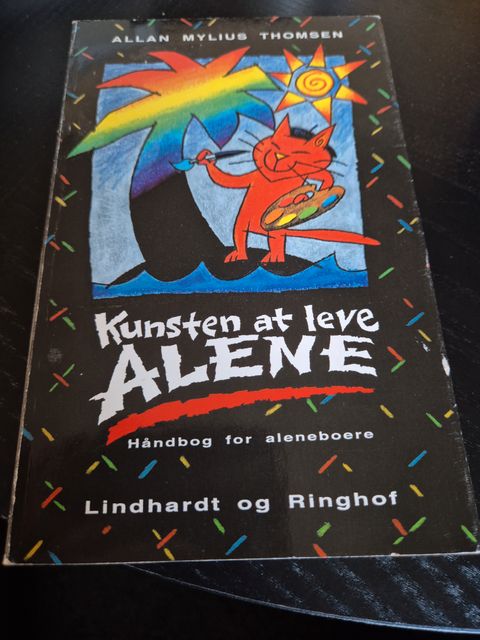 ALLAN MYLIUS THOMSEN
Kunsten at leve
ALENE
Håndbog for aleneboere
Lindhardt og Ringhof